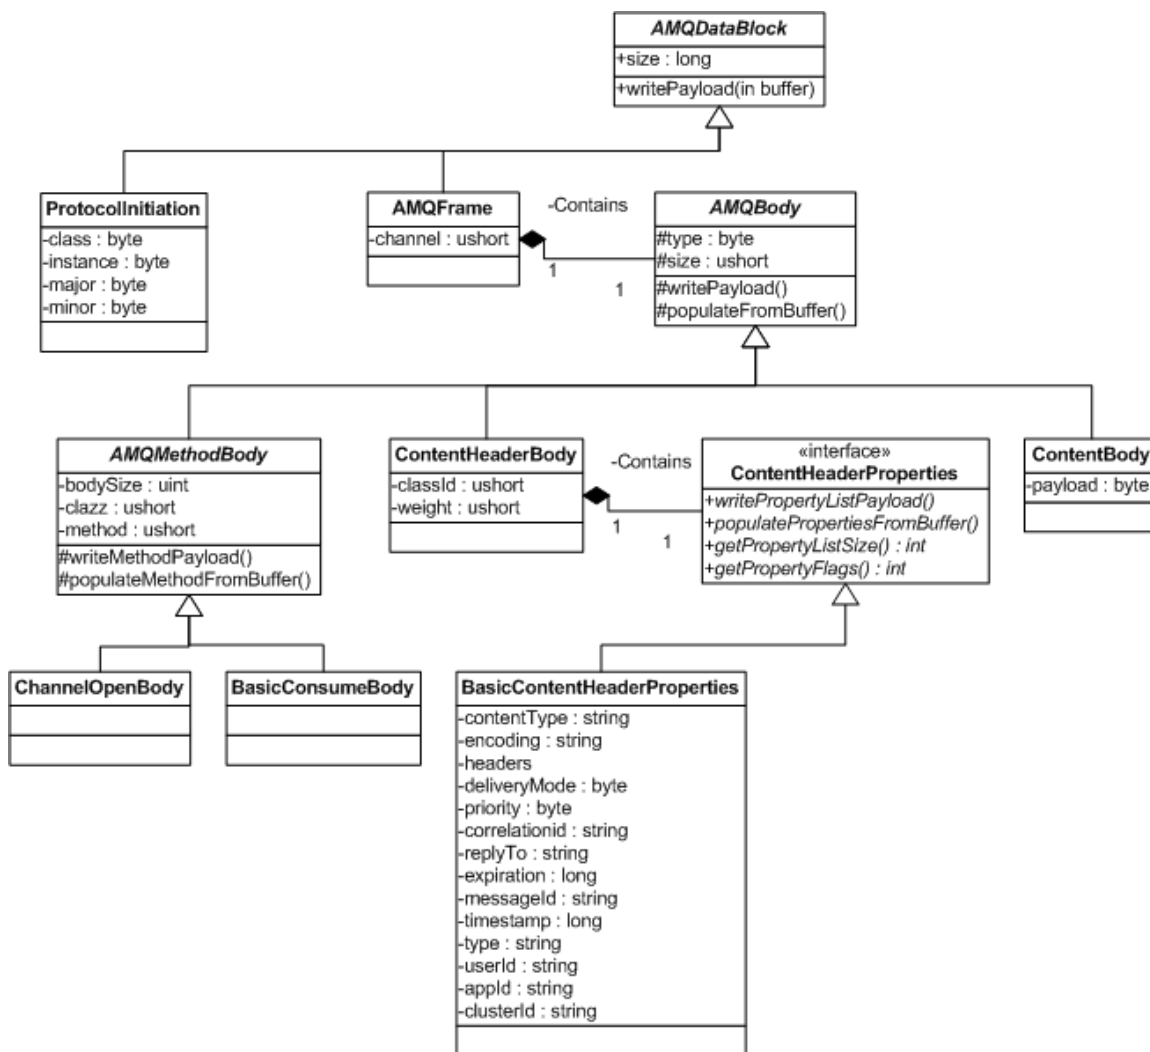 AMQDataBlock
+size : long
+writePayload(in buffer)
ProtocolInitiation
-class : byte
-instance : byte
-major : byte
-minor : byte
AMQFrame
-channel : ushort
-Contains
1
1
AMQBody
#type : byte
#size : ushort
#writePayload()
#populateFromBuffer()
AMQMethodBody
-bodySize : uint
-clazz : ushort
-method : ushort
#writeMethodPayload()
#populateMethodFromBuffer()
ContentHeaderBody
-classId : ushort
-weight : ushort
-Contains
1
1
«interface»
ContentHeaderProperties
+writePropertyListPayload()
+populatePropertiesFromBuffer()
+getPropertyListSize() : int
+getPropertyFlags() : int
ContentBody
-payload : byte
ChannelOpenBody
BasicConsumeBody
BasicContentHeaderProperties
-contentType : string
-encoding : string
-headers
-deliveryMode : byte
-priority : byte
-correlationid : string
-replyTo : string
-expiration : long
-messageId : string
-timestamp : long
-type : string
-userId : string
-appId : string
-clusterId : string